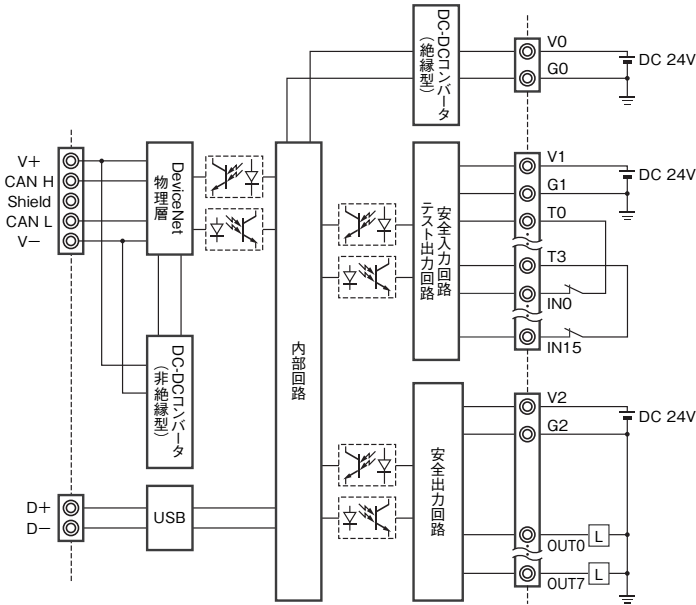 DC-DCコンバータ
（絶縁型）
V0
G0
DC 24V
V+
CAN H
Shield
CAN L
V−
DeviceNet
物理層
DC-DCコンバータ
（非絶縁型）
内部回路
安全入力回路
テスト出力回路
V1
G1
T0
T3
IN0
IN15
DC 24V
安全出力回路
V2
G2
DC 24V
OUT0
L
OUT7
L
D+
D−
USB